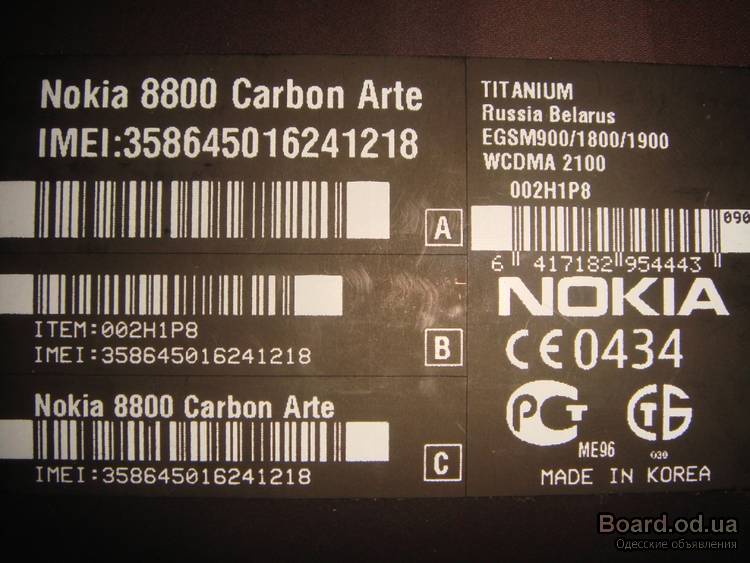 Nokia 8800 Carbon Arte
IMEI:358645016241218
A
ITEM:002H1P8
IMEI:358645016241218
B
Nokia 8800 Carbon Arte
IMEI:358645016241218
C
TITANIUM
Russia Belarus
EGSM900/1800/1900
WCDMA 2100
002H1P8
090
6 417182 954443
NOKIA
CE0434
РСТ
ME96
030
MADE IN KOREA
Board.od.ua
Одесские объявления